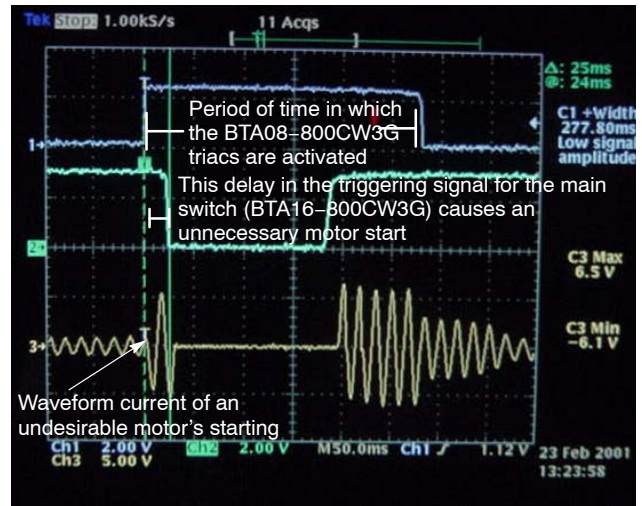 Tek Stop: 1.00kS/s 11 Acqs
Δ: 25ms
@: 24ms
C1 +Width
277.80ms
Low signal
amplitude
Period of time in which
the BTA08−800CW3G
triacs are activated
1→
This delay in the triggering signal for the main
switch (BTA16−800CW3G) causes an
unnecessary motor start
2→
C3 Max
6.5 V
C3 Min
−6.1 V
3→
Waveform current of an
undesirable motor's starting
Ch1 2.00 V Ch2 2.00 V M50.0ms Ch1 1.12 V
Ch3 5.00 V
23 Feb 2001
13:23:58